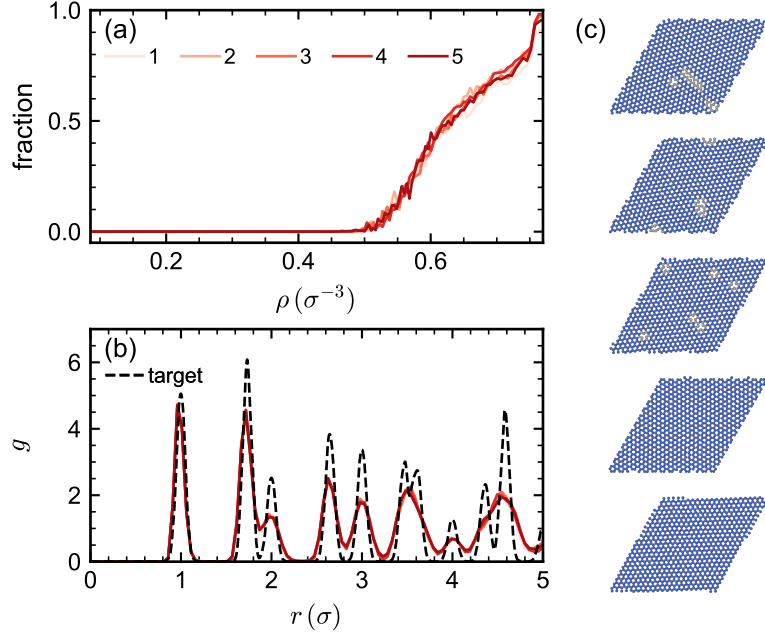 (a)
1 2 3 4 5
fraction
1.0
0.5
0.0
0.2 0.4 0.6
ρ (σ⁻³)
(b)
target
g
6
4
2
0
0 1 2 3 4 5
r (σ)
(c)